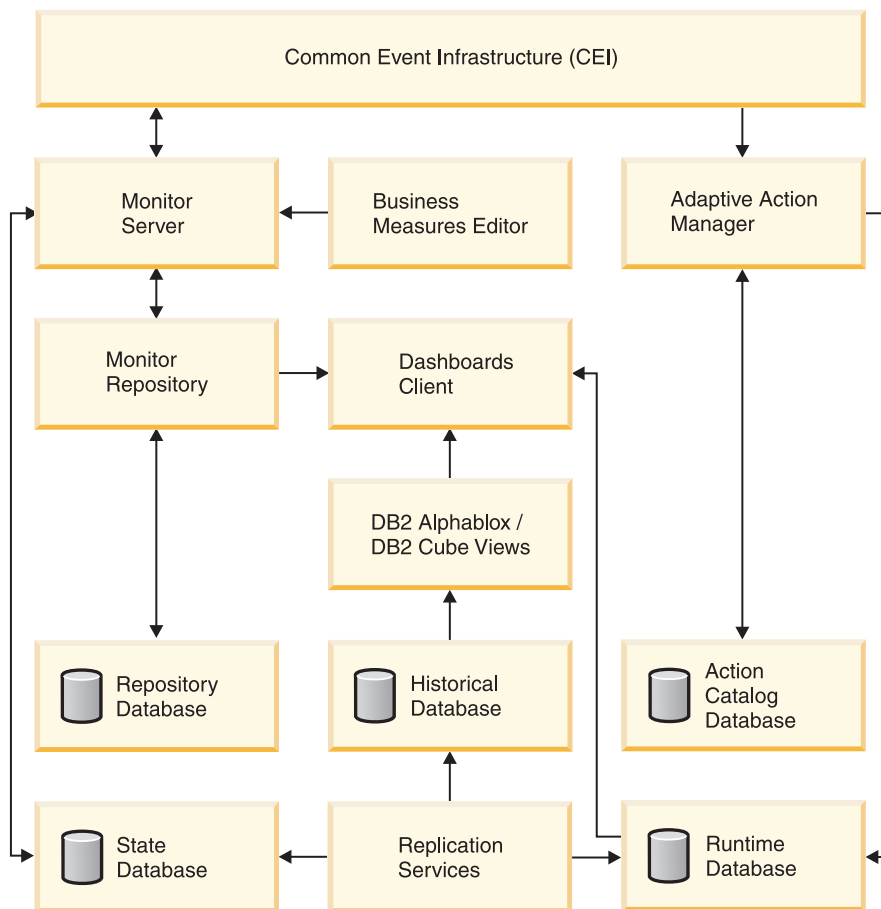 Common Event Infrastructure (CEI)
Monitor
Server
Business
Measures Editor
Adaptive Action
Manager
Monitor
Repository
Dashboards
Client
DB2 Alphablox /
DB2 Cube Views
Repository
Database
Historical
Database
Action
Catalog
Database
State
Database
Replication
Services
Runtime
Database